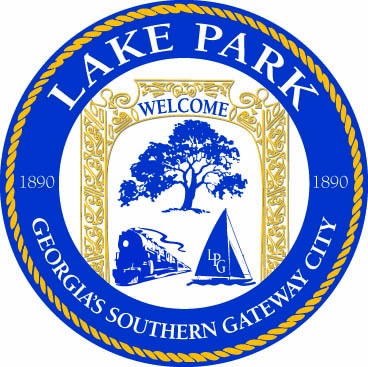 LAKE PARK
WELCOME
1890
1890
LPG
GEORGIA'S SOUTHERN GATEWAY CITY